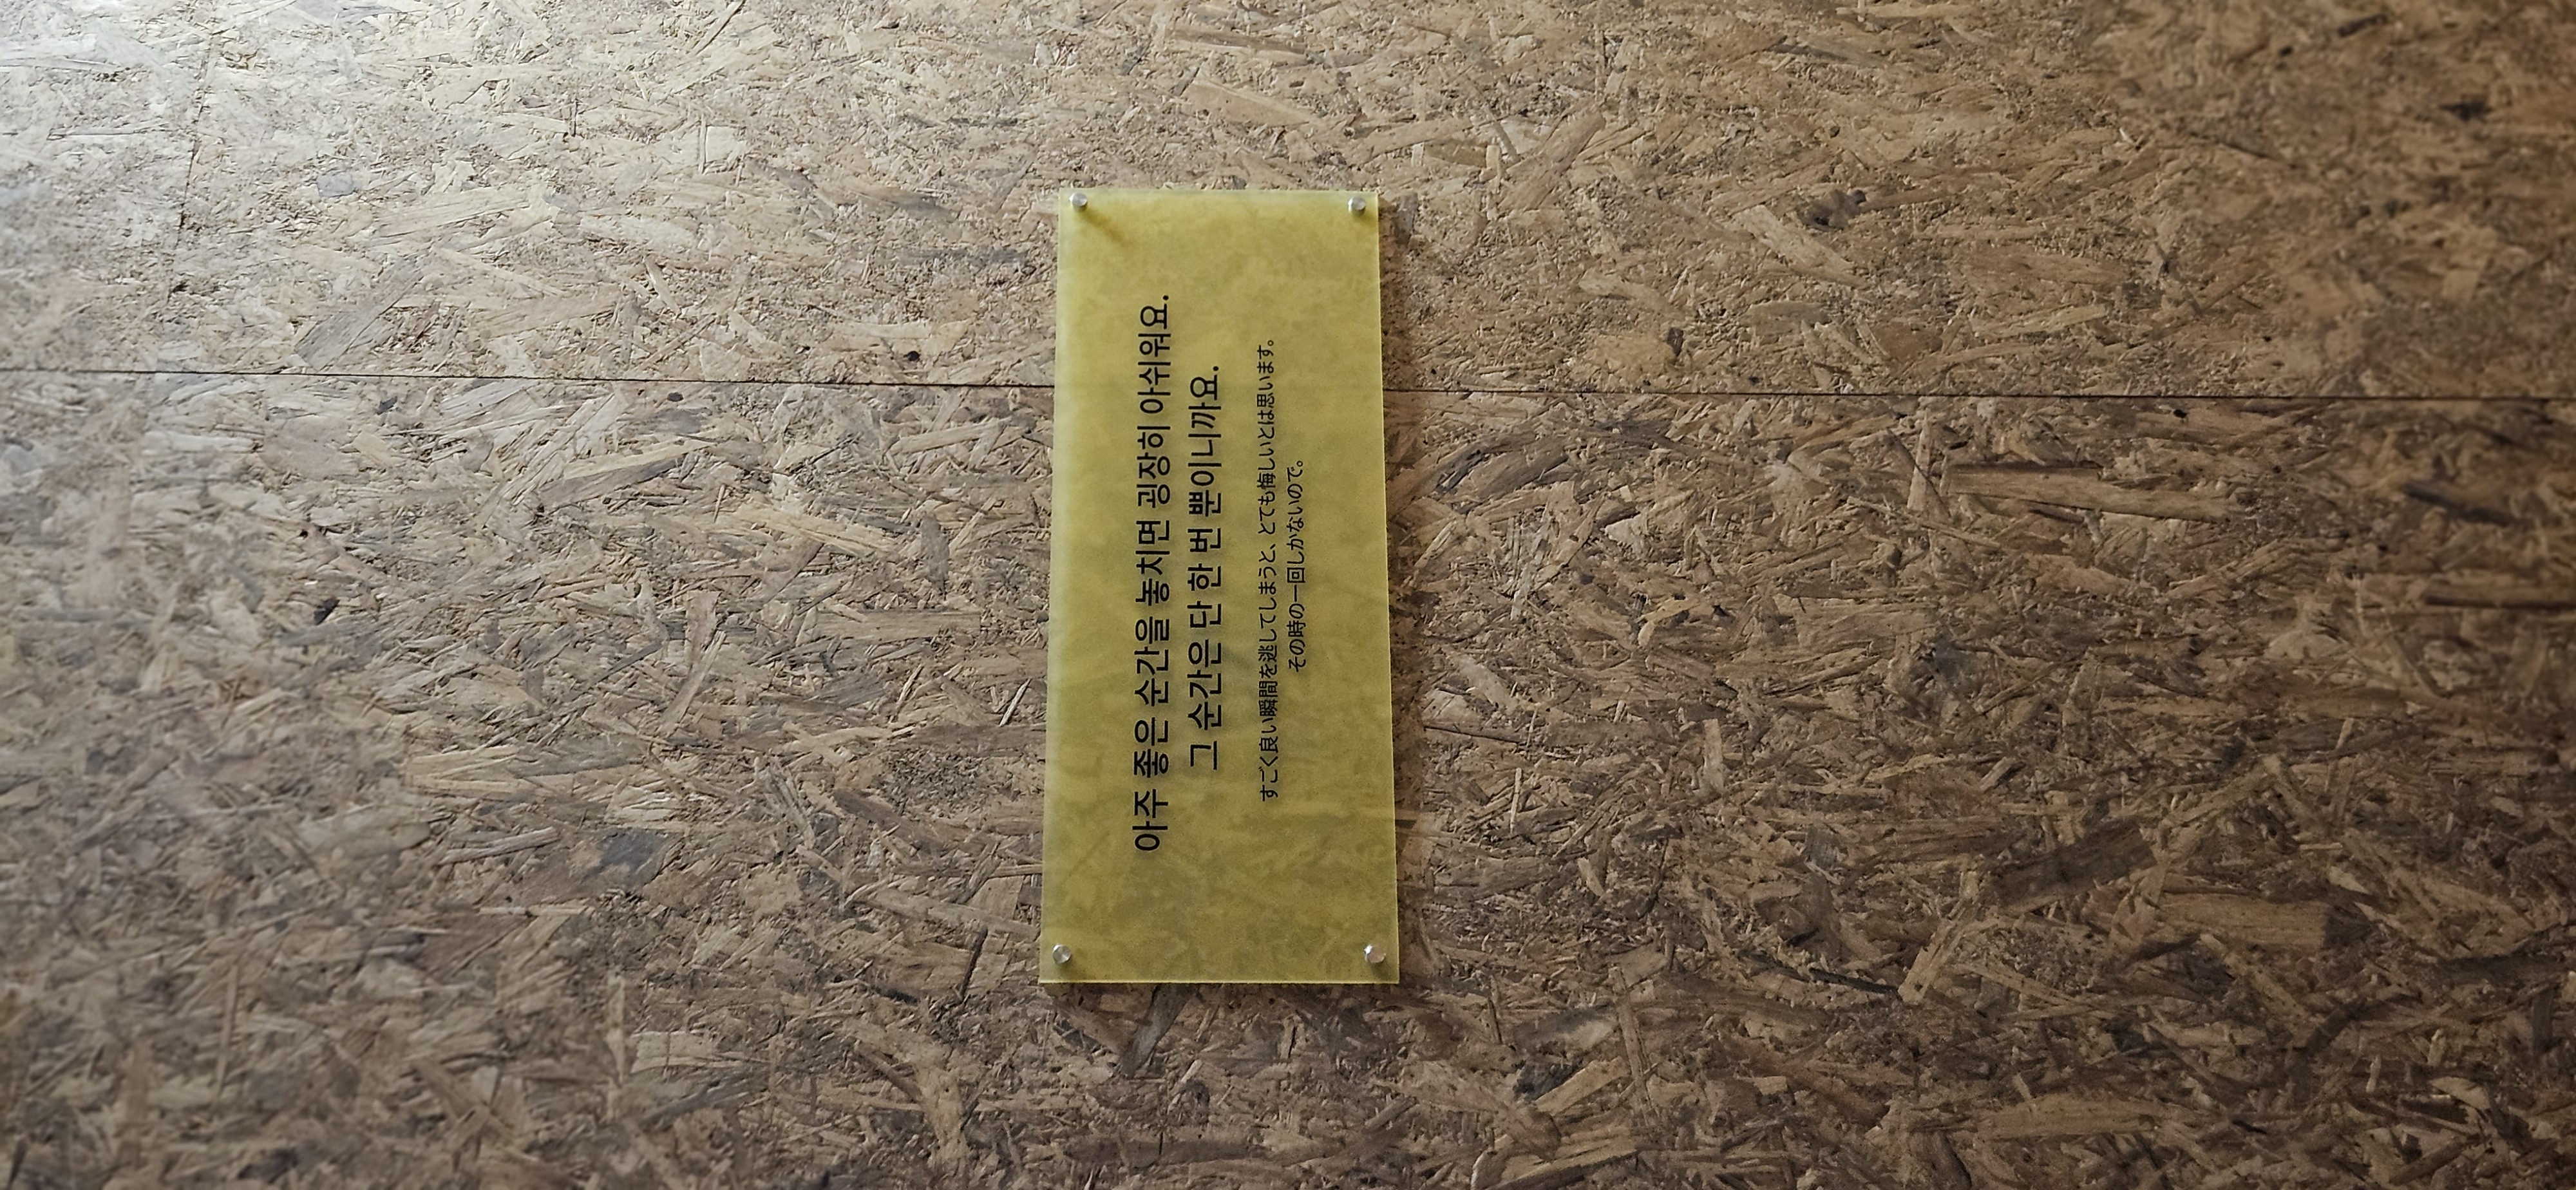 아주 좋은 순간을 놓치면 굉장히 아쉬워요.
그 순간은 단 한 번 뿐이니까요.
すごく良い瞬間を逃してしまうと、とても悔しいとは思います。
その時の一回しかないので。